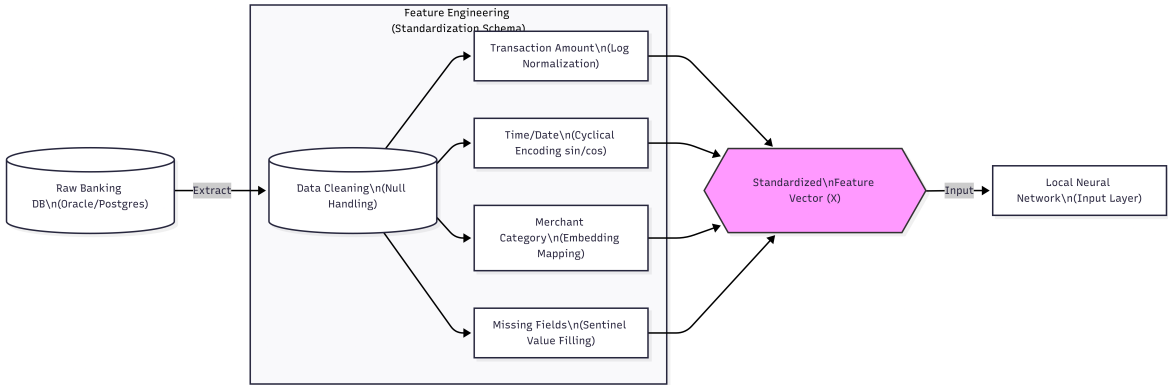 Feature Engineering
(Standardization Schema)
Transaction Amount\n(Log
Normalization)
Time/Date\n(Cyclical
Encoding sin/cos)
Raw Banking
DB\n(Oracle/Postgres)
Extract
Data Cleaning\n(Null
Handling)
Merchant
Category\n(Embedding
Mapping)
Missing Fields\n(Sentinel
Value Filling)
Standardized\nFeature
Vector (X)
Input
Local Neural
Network\n(Input Layer)